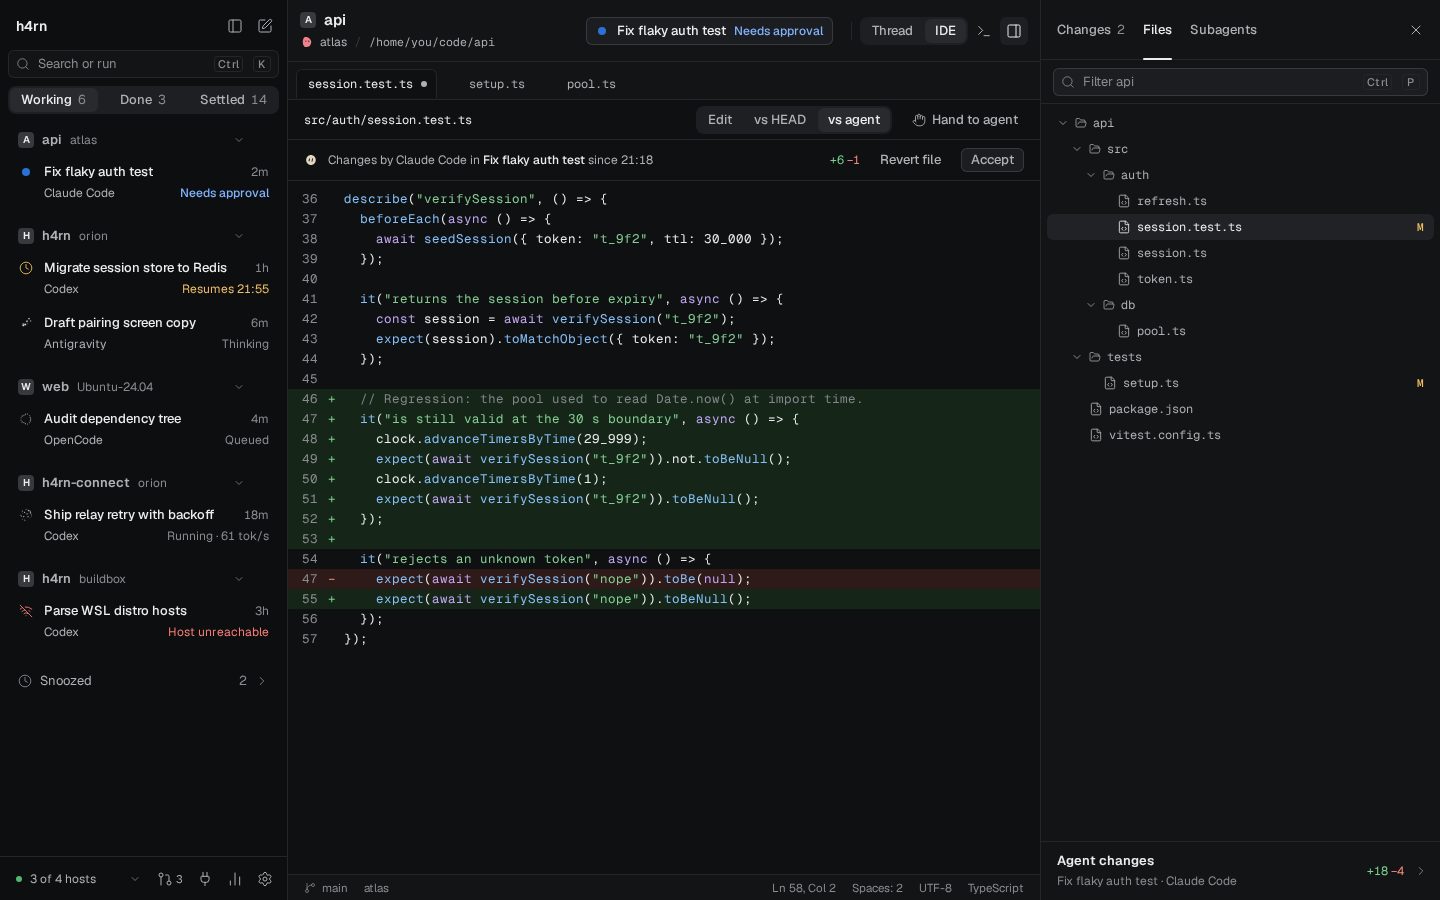 h4rn
Search or run
Ctrl K
Working 6
Done 3
Settled 14
A api atlas
Fix flaky auth test 2m
Claude Code Needs approval
H h4rn orion
Migrate session store to Redis 1h
Codex Resumes 21:55
Draft pairing screen copy 6m
Antigravity Thinking
W web Ubuntu-24.04
Audit dependency tree 4m
OpenCode Queued
H h4rn-connect orion
Ship relay retry with backoff 18m
Codex Running · 61 tok/s
H h4rn buildbox
Parse WSL distro hosts 3h
Codex Host unreachable
Snoozed 2
3 of 4 hosts
3
A api
atlas / /home/you/code/api
Fix flaky auth test Needs approval
Thread IDE
session.test.ts setup.ts pool.ts
src/auth/session.test.ts
Edit vs HEAD vs agent
Hand to agent
Changes by Claude Code in Fix flaky auth test since 21:18
+6 −1 Revert file Accept
36 describe("verifySession", () => {
37 beforeEach(async () => {
38 await seedSession({ token: "t_9f2", ttl: 30_000 });
39 });
40
41 it("returns the session before expiry", async () => {
42 const session = await verifySession("t_9f2");
43 expect(session).toMatchObject({ token: "t_9f2" });
44 });
45
46 + // Regression: the pool used to read Date.now() at import time.
47 + it("is still valid at the 30 s boundary", async () => {
48 + clock.advanceTimersByTime(29_999);
49 + expect(await verifySession("t_9f2")).not.toBeNull();
50 + clock.advanceTimersByTime(1);
51 + expect(await verifySession("t_9f2")).toBeNull();
52 + });
53 +
54 it("rejects an unknown token", async () => {
47 − expect(await verifySession("nope")).toBe(null);
55 + expect(await verifySession("nope")).toBeNull();
56 });
57 });
main atlas
Ln 58, Col 2 Spaces: 2 UTF-8 TypeScript
Changes 2 Files Subagents
Filter api
Ctrl P
api
src
auth
refresh.ts
session.test.ts M
session.ts
token.ts
db
pool.ts
tests
setup.ts M
package.json
vitest.config.ts
Agent changes
Fix flaky auth test · Claude Code
+18 −4